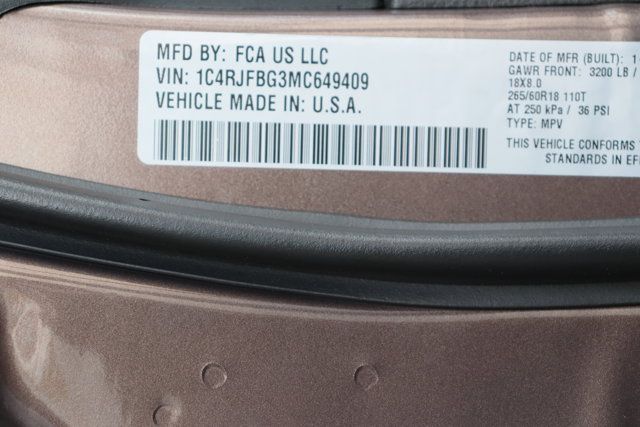 MFD BY: FCA US LLC
VIN: 1C4RJFBG3MC649409
VEHICLE MADE IN: U.S.A.
DATE OF MFR (BUILT):
GAWR FRONT: 3200 LB /
18X8.0
265/60R18 110T
AT 250 kPa / 36 PSI
TYPE: MPV
THIS VEHICLE CONFORMS
STANDARDS IN